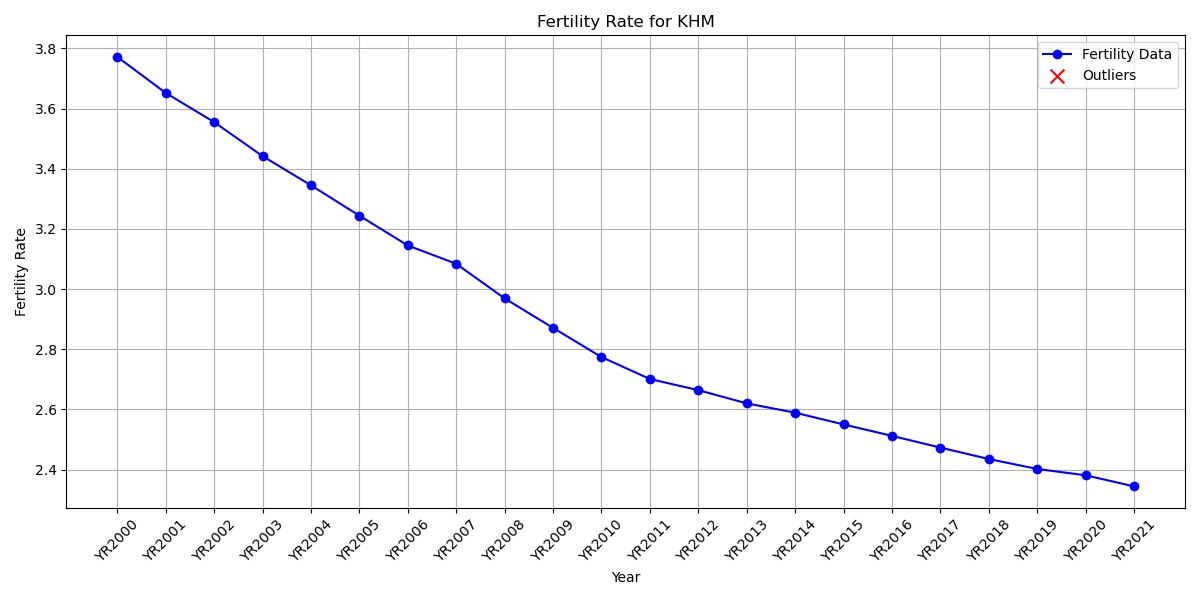 Fertility Rate for KHM
Fertility Data
Outliers
Fertility Rate
3.8
3.6
3.4
3.2
3.0
2.8
2.6
2.4
YR2000
YR2001
YR2002
YR2003
YR2004
YR2005
YR2006
YR2007
YR2008
YR2009
YR2010
YR2011
YR2012
YR2013
YR2014
YR2015
YR2016
YR2017
YR2018
YR2019
YR2020
YR2021
Year